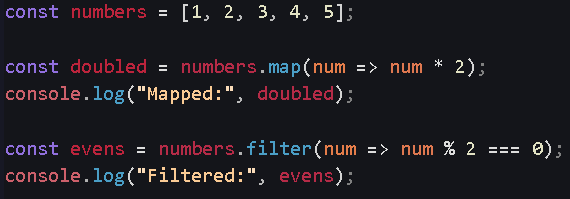 const numbers = [1, 2, 3, 4, 5];
const doubled = numbers.map(num => num * 2);
console.log("Mapped:", doubled);
const evens = numbers.filter(num => num % 2 === 0);
console.log("Filtered:", evens);